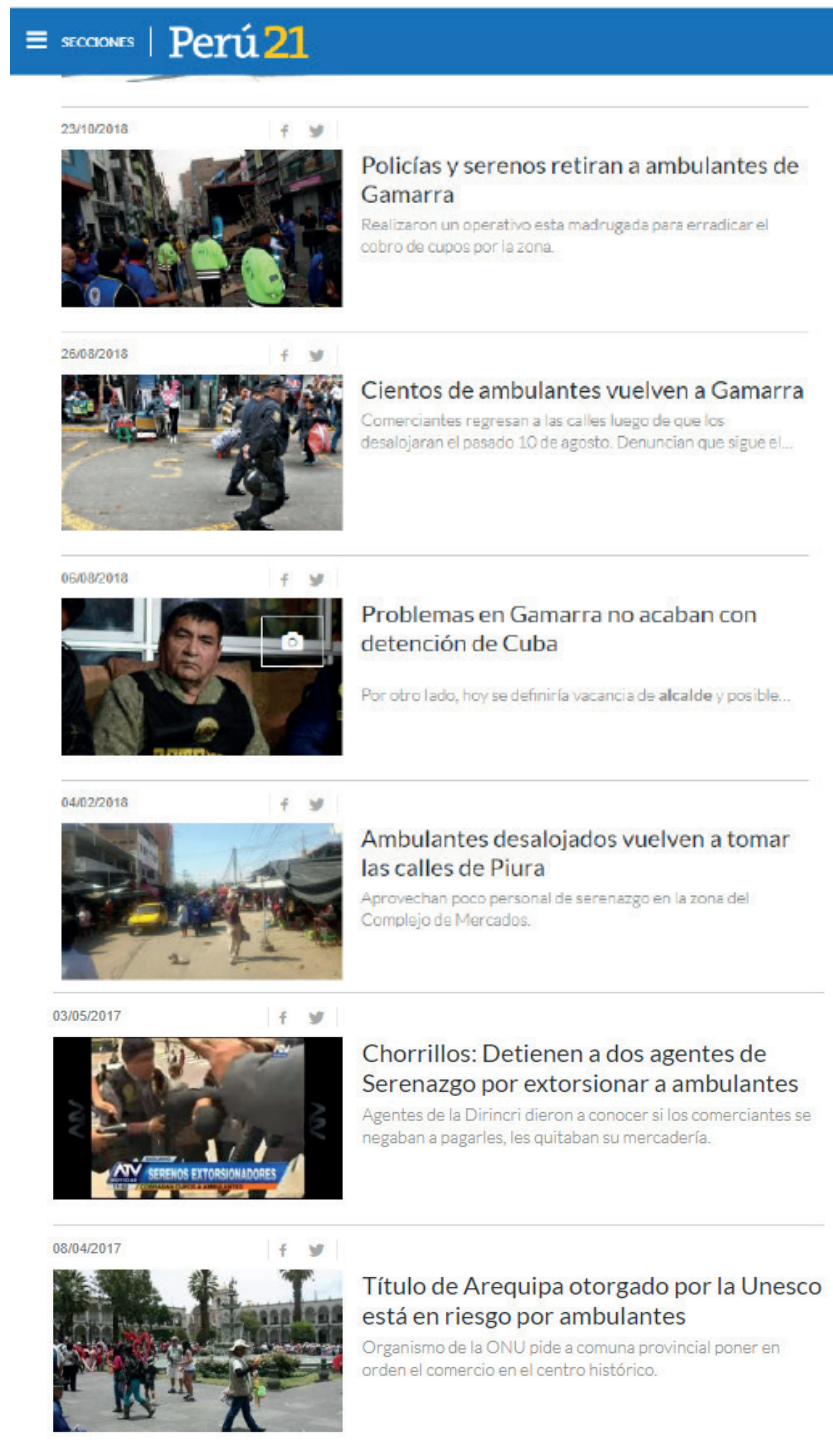 SECCIONES | Perú21
23/10/2018
Policías y serenos retiran a ambulantes de
Gamarra
Realizaron un operativo esta madrugada para erradicar el
cobro de cupos por la zona.
26/08/2018
S
Cientos de ambulantes vuelven a Gamarra
Comerciantes regresan a las calles luego de que los
desalojaran el pasado 10 de agosto. Denuncian que sigue el...
06/08/2018
Problemas en Gamarra no acaban con
detención de Cuba
Por otro lado, hoy se definiría vacancia de alcalde y posible...
04/02/2018
Ambulantes desalojados vuelven a tomar
las calles de Piura
Aprovechan poco personal de serenazgo en la zona del
Complejo de Mercados.
03/05/2017
ATV
ATV
ATV
NOTICIAS
SERENOS EXTORSIONADORES
COBRABAN CUPOS A AMBULANTES
Chorrillos: Detienen a dos agentes de
Serenazgo por extorsionar a ambulantes
Agentes de la Dirincri dieron a conocer si los comerciantes se
negaban a pagarles, les quitaban su mercadería.
08/04/2017
Título de Arequipa otorgado por la Unesco
está en riesgo por ambulantes
Organismo de la ONU pide a comuna provincial poner en
orden el comercio en el centro histórico.